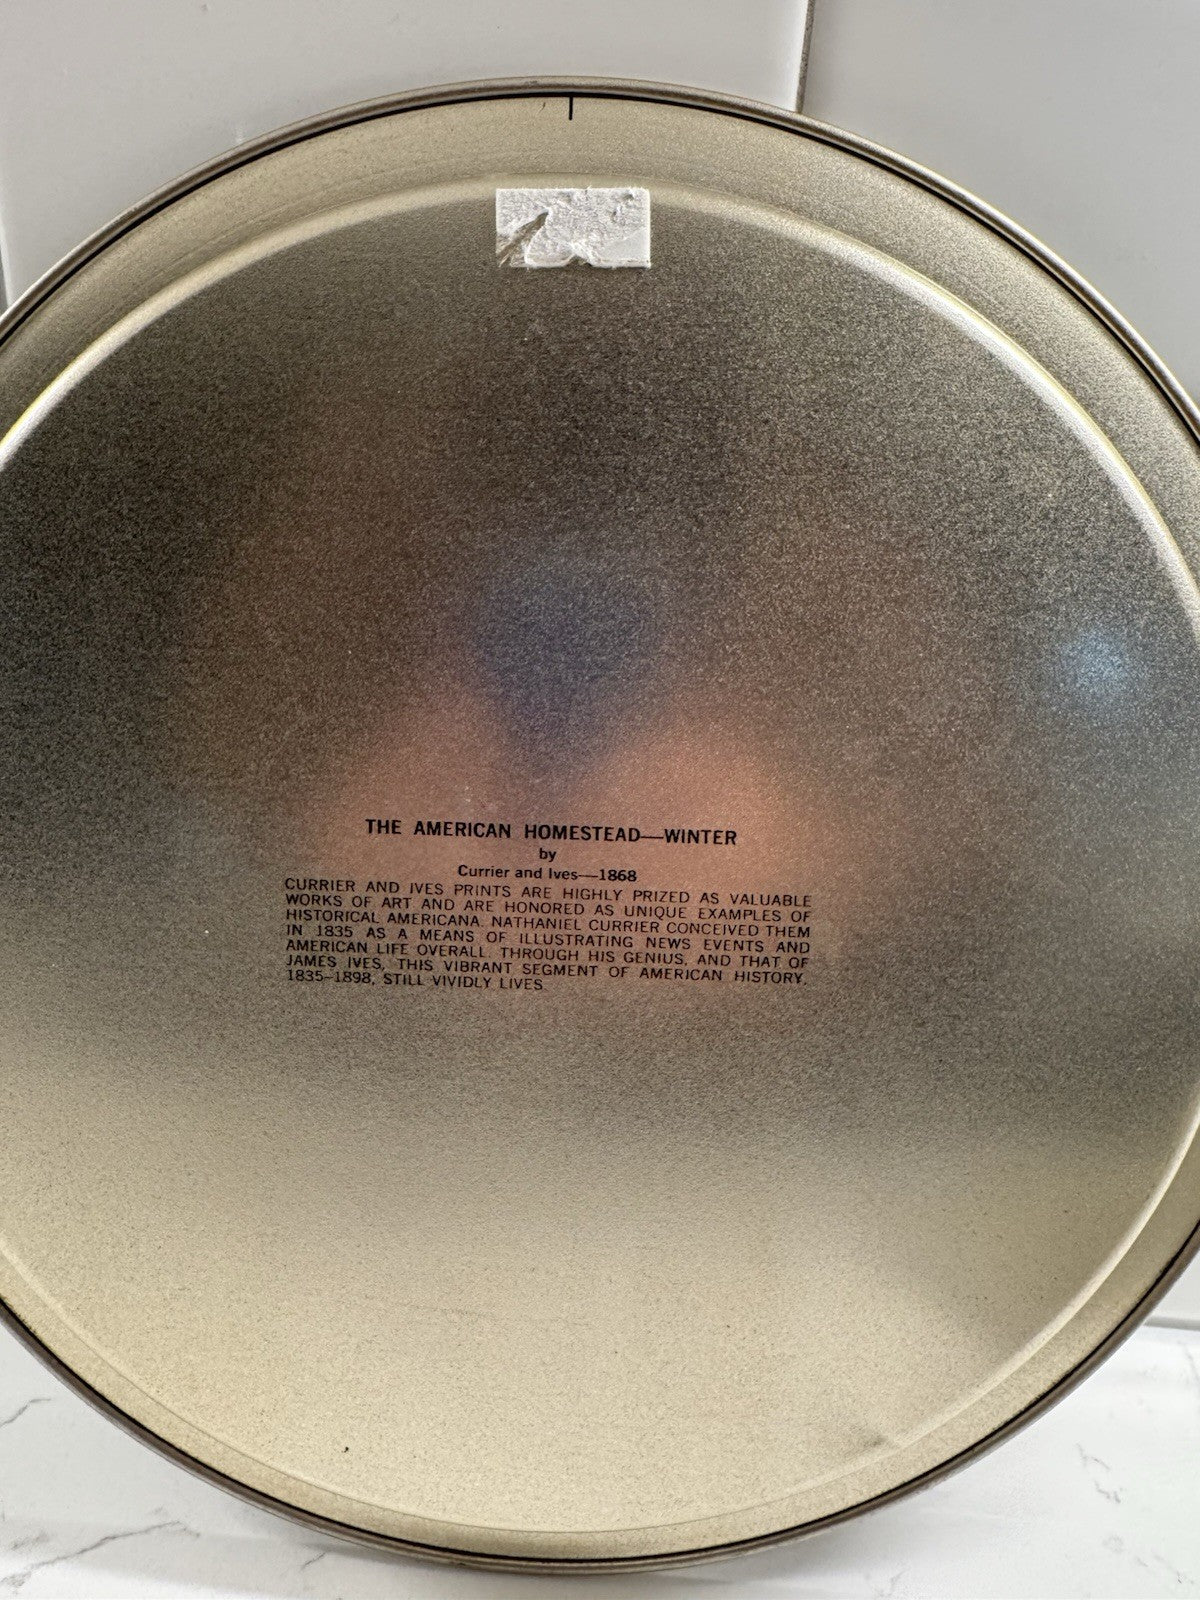 THE AMERICAN HOMESTEAD—WINTER
by
Currier and Ives—1868
CURRIER AND IVES PRINTS ARE HIGHLY PRIZED AS VALUABLE
WORKS OF ART AND ARE HONORED AS UNIQUE EXAMPLES OF
HISTORICAL AMERICANA. NATHANIEL CURRIER CONCEIVED THEM
IN 1835 AS A MEANS OF ILLUSTRATING NEWS EVENTS AND
AMERICAN LIFE OVERALL. THROUGH HIS GENIUS, AND THAT OF
JAMES IVES, THIS VIBRANT SEGMENT OF AMERICAN HISTORY,
1835–1898, STILL VIVIDLY LIVES.